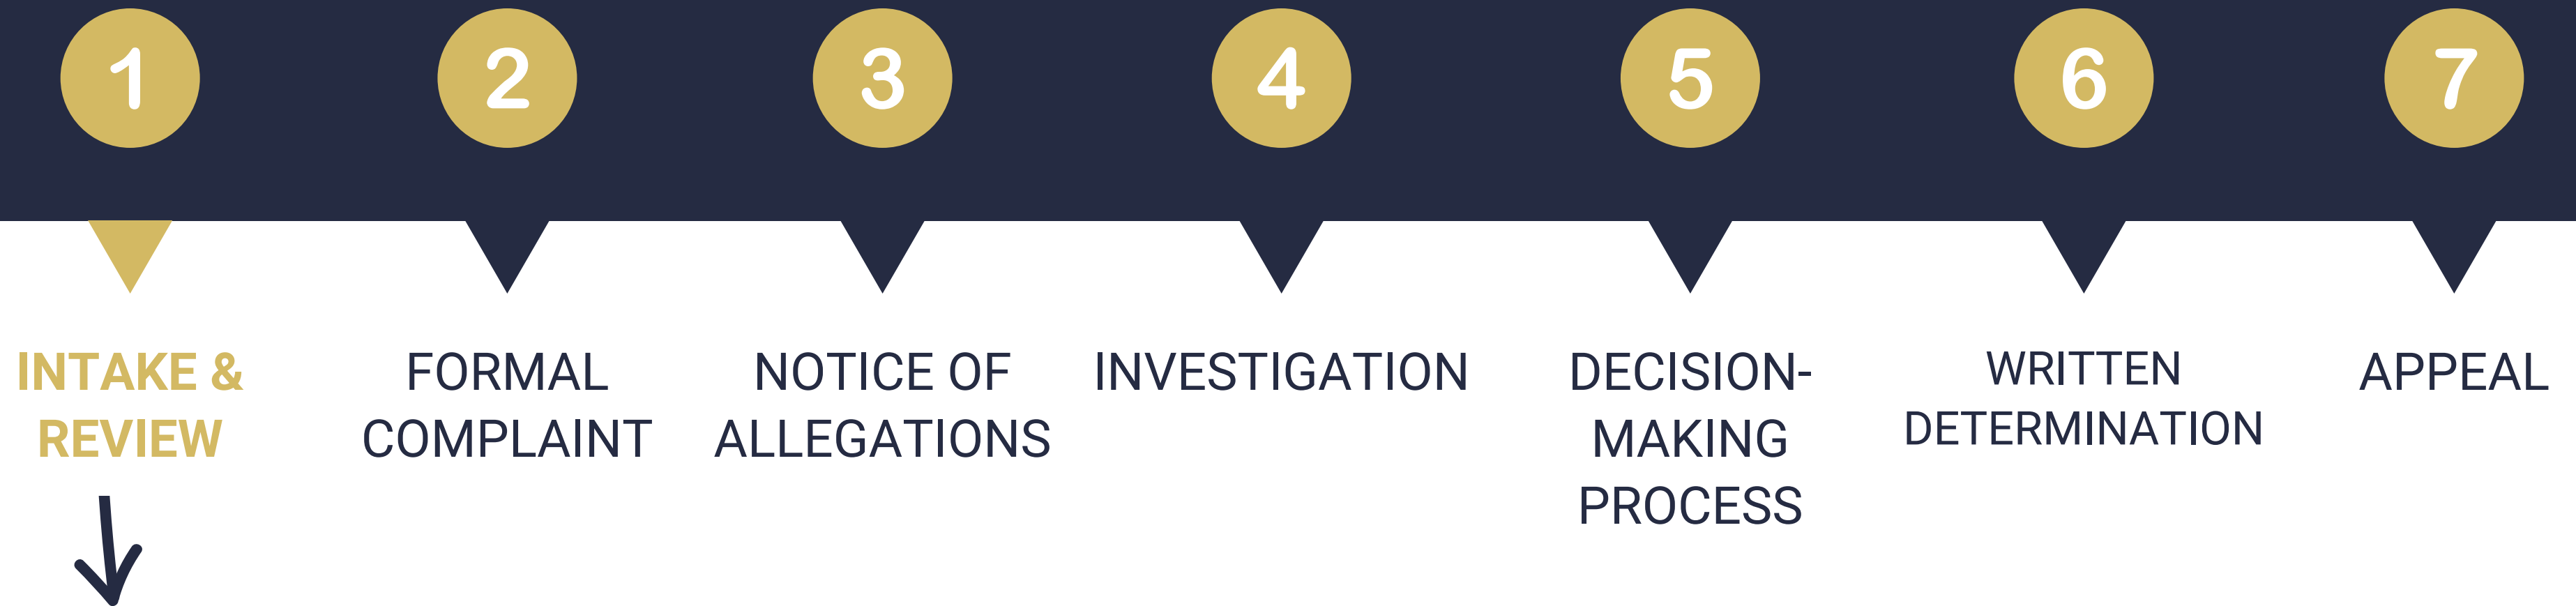 1
2
3
4
5
6
7
INTAKE &
REVIEW
FORMAL
COMPLAINT
NOTICE OF
ALLEGATIONS
INVESTIGATION
DECISION-
MAKING
PROCESS
WRITTEN
DETERMINATION
APPEAL